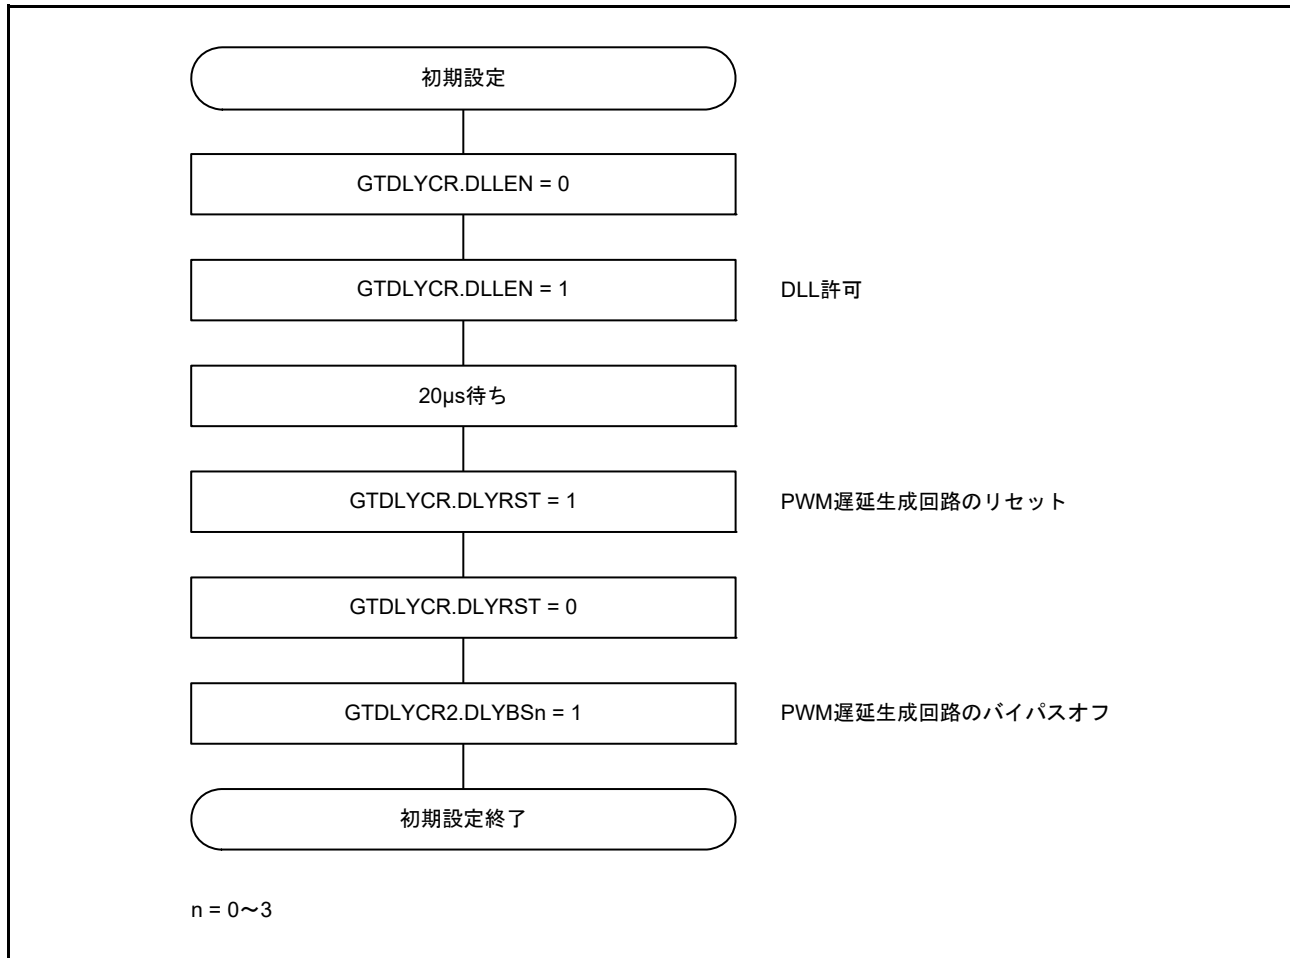 初期設定
GTDLYCR.DLLEN = 0
GTDLYCR.DLLEN = 1 DLL許可
20µs待ち
GTDLYCR.DLYRST = 1 PWM遅延生成回路のリセット
GTDLYCR.DLYRST = 0
GTDLYCR2.DLYBSn = 1 PWM遅延生成回路のバイパスオフ
初期設定終了
n = 0〜3